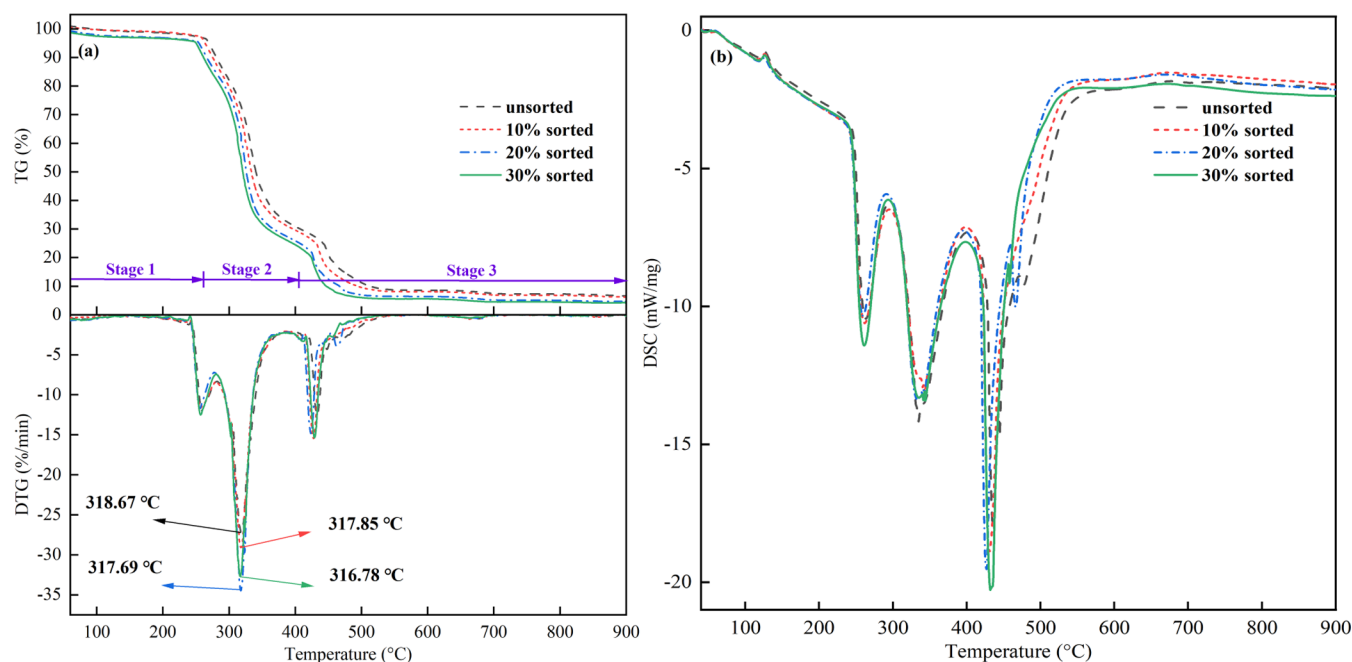 (a)
TG (%)
100
90
80
70
60
50
40
30
20
10
0
unsorted
10% sorted
20% sorted
30% sorted
Stage 1
Stage 2
Stage 3
DTG (%/min)
-5
-10
-15
-20
-25
-30
-35
318.67 °C
317.85 °C
317.69 °C
316.78 °C
100 200 300 400 500 600 700 800 900
Temperature (°C)
(b)
DSC (mW/mg)
0
-5
-10
-15
-20
unsorted
10% sorted
20% sorted
30% sorted
100 200 300 400 500 600 700 800 900
Temperature (°C)